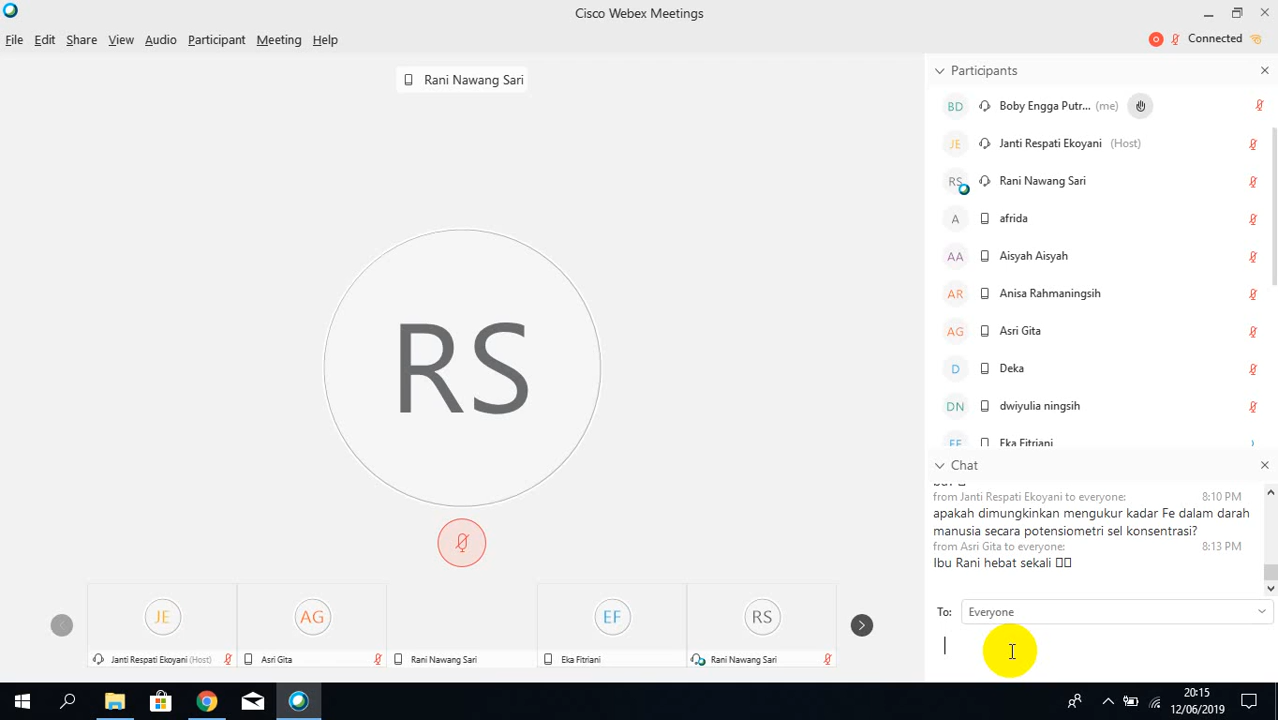 Cisco Webex Meetings
File Edit Share View Audio Participant Meeting Help
Connected
Rani Nawang Sari
RS
JE
Janti Respati Ekoyani (Host)
AG
Asri Gita
Rani Nawang Sari
EF
Eka Fitriani
RS
Rani Nawang Sari
Participants
BD Boby Engga Putr... (me)
JE Janti Respati Ekoyani (Host)
RS Rani Nawang Sari
A afrida
AA Aisyah Aisyah
AR Anisa Rahmaningsih
AG Asri Gita
D Deka
DN dwiyulia ningsih
EF Eka Fitriani
Chat
from Janti Respati Ekoyani to everyone: 8:10 PM
apakah dimungkinkan mengukur kadar Fe dalam darah
manusia secara potensiometri sel konsentrasi?
from Asri Gita to everyone: 8:13 PM
Ibu Rani hebat sekali
To: Everyone
20:15
12/06/2019